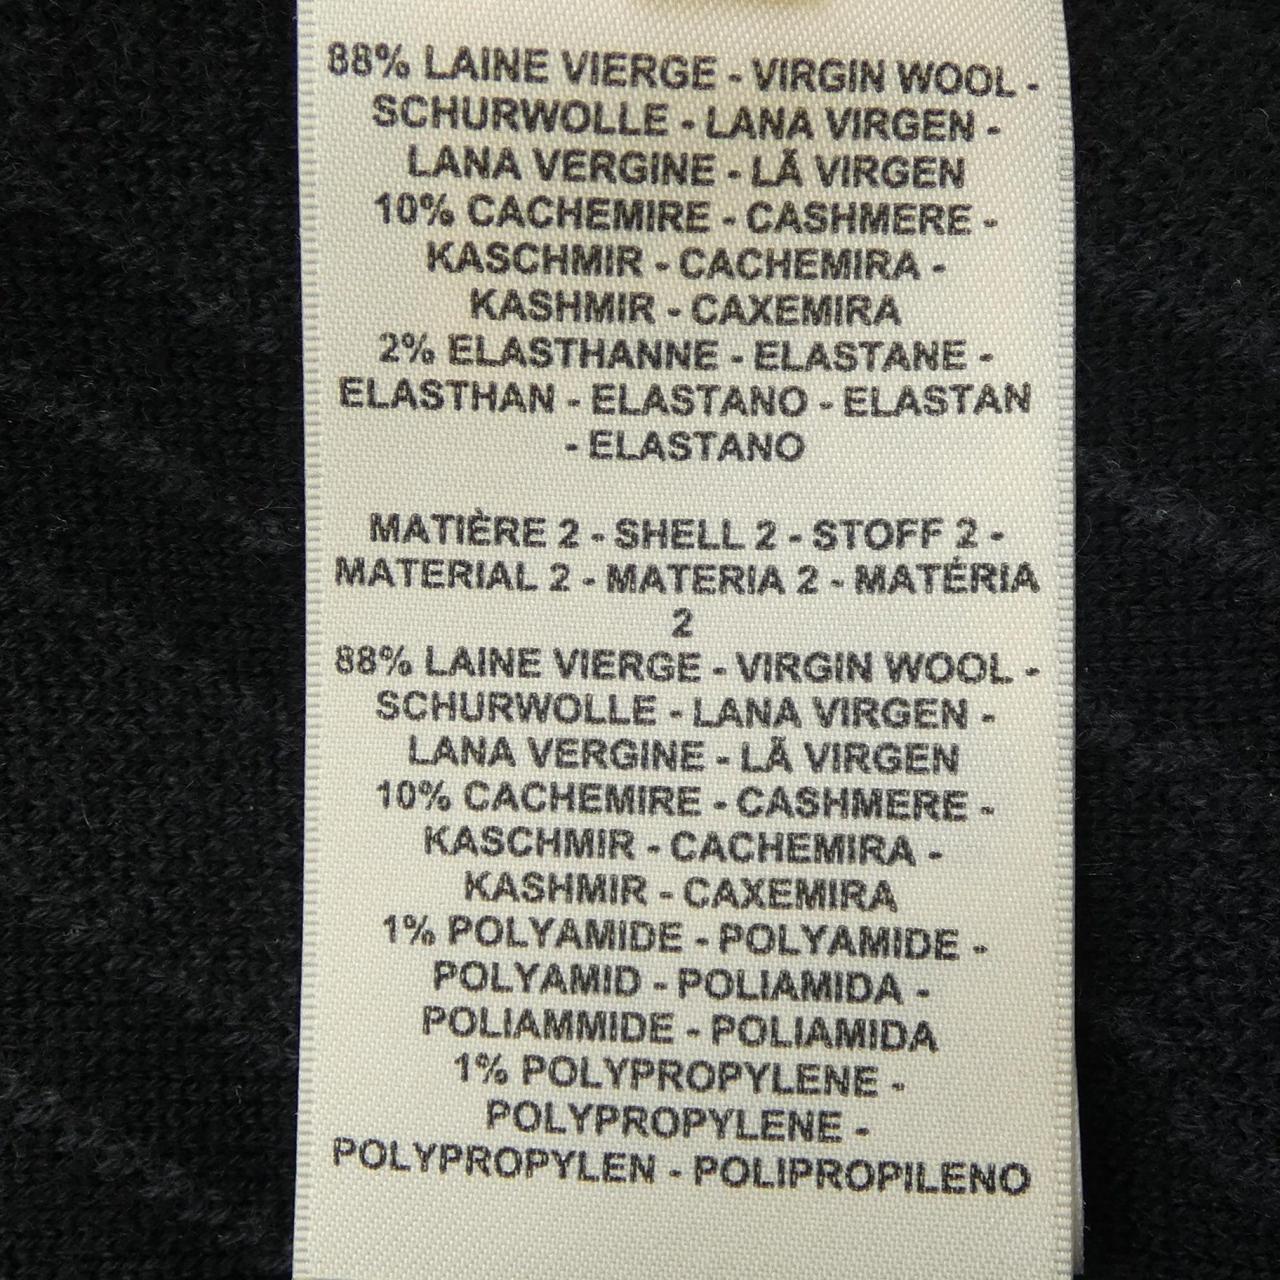 88% LAINE VIERGE - VIRGIN WOOL -
SCHURWOLLE - LANA VIRGEN -
LANA VERGINE - LÃ VIRGEN
10% CACHEMIRE - CASHMERE -
KASCHMIR - CACHEMIRA -
KASHMIR - CAXEMIRA
2% ELASTHANNE - ELASTANE -
ELASTHAN - ELASTANO - ELASTAN
- ELASTANO
MATIÈRE 2 - SHELL 2 - STOFF 2 -
MATERIAL 2 - MATERIA 2 - MATÉRIA
2
88% LAINE VIERGE - VIRGIN WOOL -
SCHURWOLLE - LANA VIRGEN -
LANA VERGINE - LÃ VIRGEN
10% CACHEMIRE - CASHMERE -
KASCHMIR - CACHEMIRA -
KASHMIR - CAXEMIRA
1% POLYAMIDE - POLYAMIDE -
POLYAMID - POLIAMIDA -
POLIAMMIDE - POLIAMIDA
1% POLYPROPYLENE -
POLYPROPYLENE -
POLYPROPYLEN - POLIPROPILENO